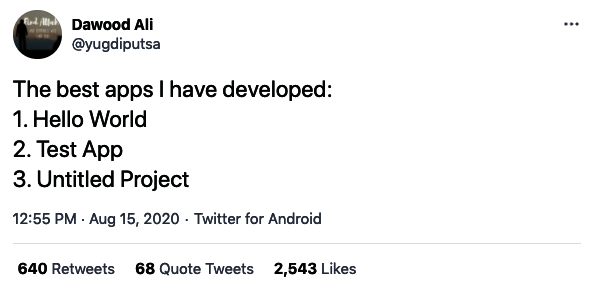 Dawood Ali
@yugdiputsa
The best apps I have developed:
1. Hello World
2. Test App
3. Untitled Project
12:55 PM · Aug 15, 2020 · Twitter for Android
640 Retweets 68 Quote Tweets 2,543 Likes